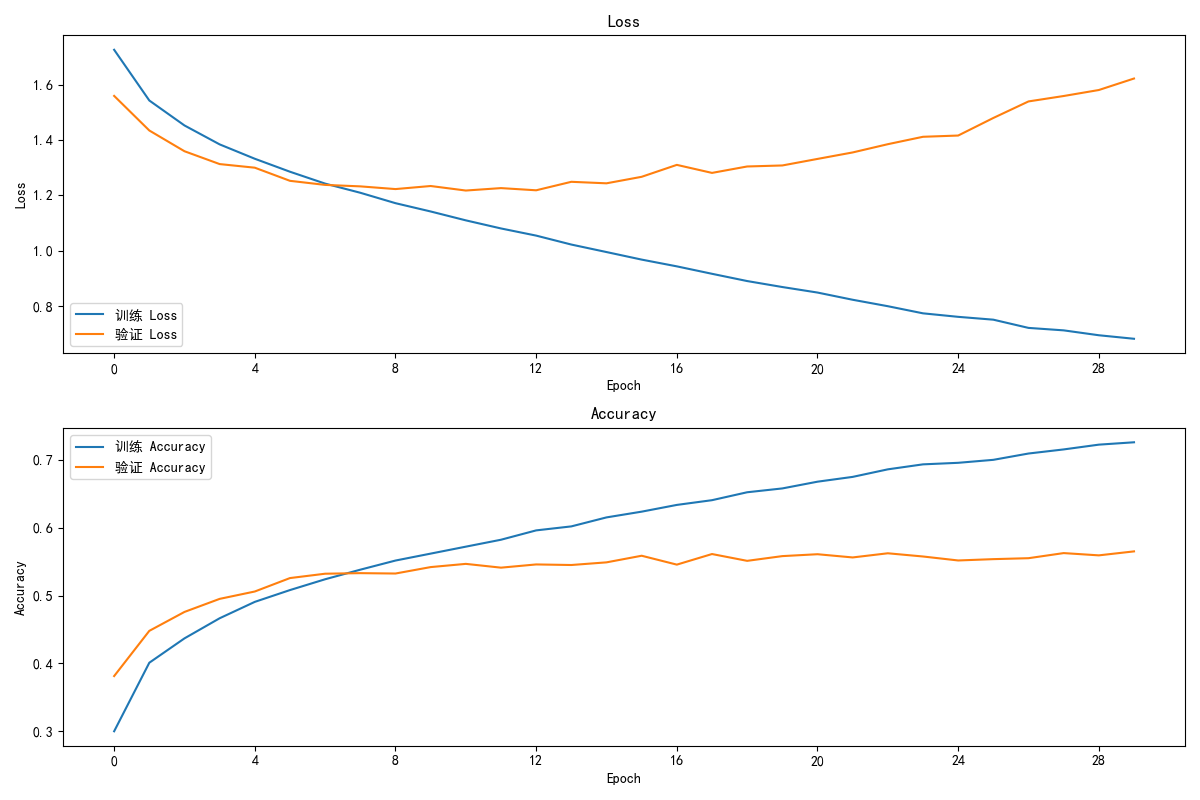 Loss
1.6
1.4
1.2
1.0
0.8
Loss
训练 Loss
验证 Loss
0 4 8 12 16 20 24 28
Epoch
Accuracy
训练 Accuracy
验证 Accuracy
0.7
0.6
0.5
0.4
0.3
Accuracy
0 4 8 12 16 20 24 28
Epoch